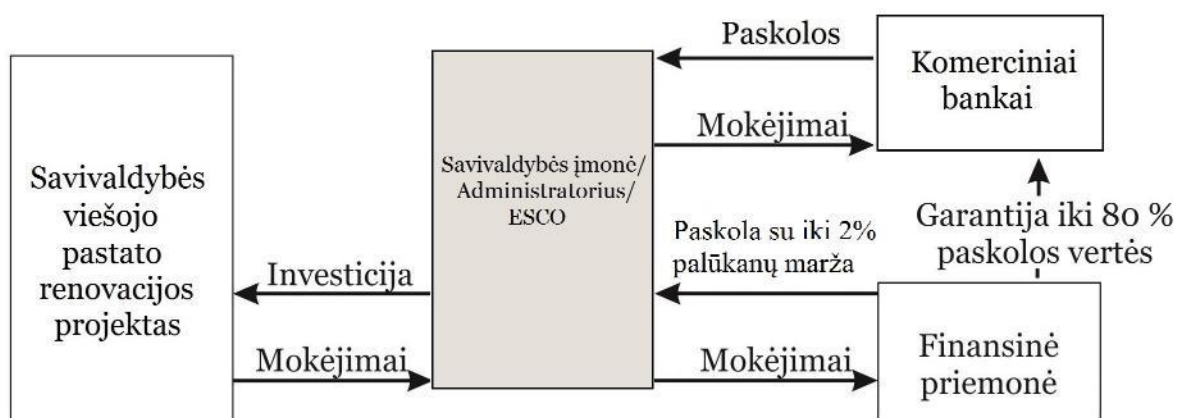 Savivaldybės
viešojo
pastato
renovacijos
projektas
Investicija
Mokėjimai
Savivaldybės įmonė/
Administratorius/
ESCO
Paskolos
Mokėjimai
Paskola su iki 2%
palūkanų marža
Mokėjimai
Komerciniai
bankai
Garantija iki 80 %
paskolos vertės
Finansinė
priemonė